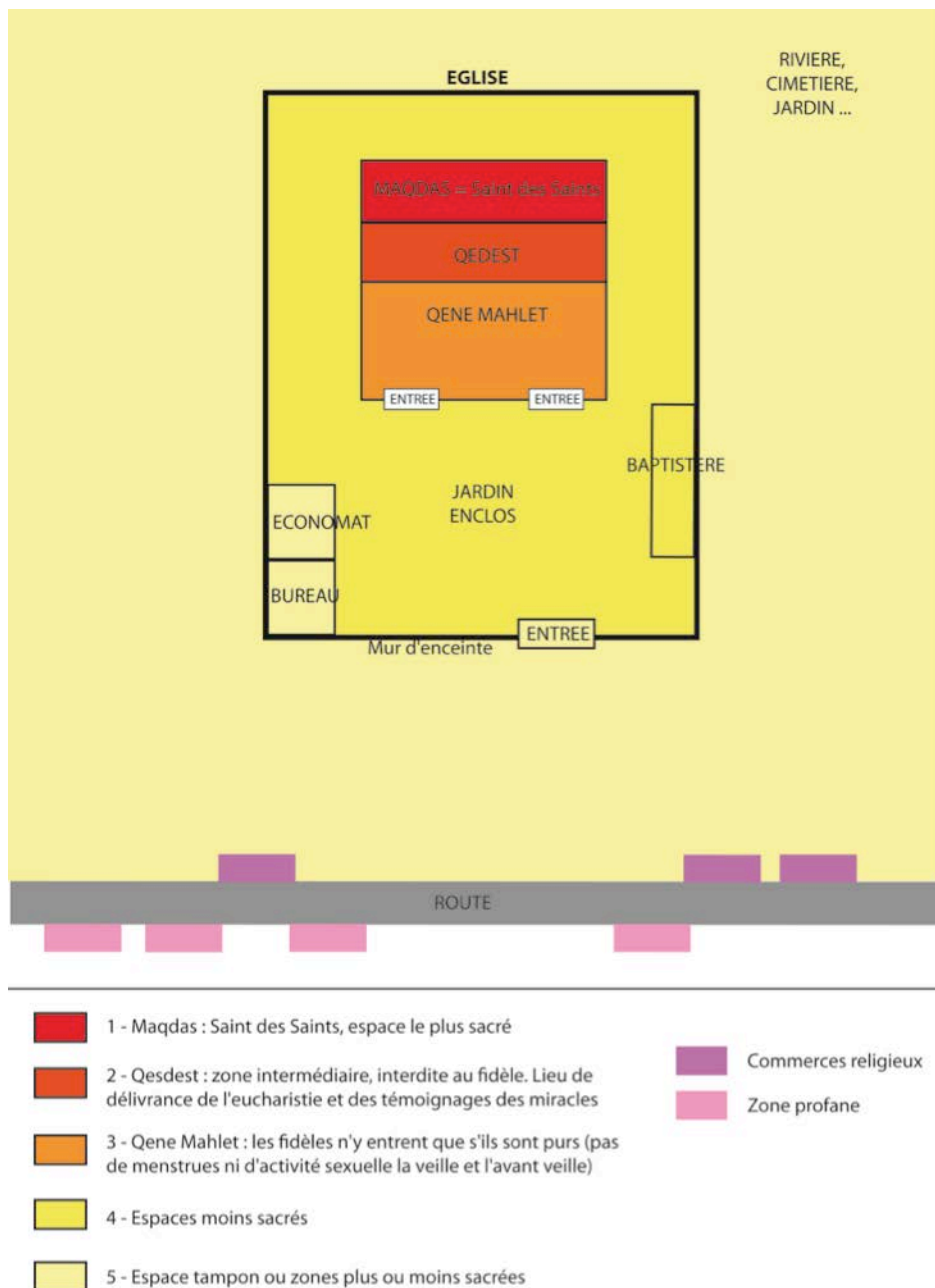 EGLISE
RIVIERE,
CIMETIERE,
JARDIN ...
MAQDAS = Saint des Saints
QEDEST
QENE MAHLET
ENTREE
ENTREE
BAPTISTERE
JARDIN
ENCLOS
ECONOMAT
BUREAU
ENTREE
Mur d'enceinte
ROUTE
1 - Maqdas : Saint des Saints, espace le plus sacré
2 - Qesdest : zone intermédiaire, interdite au fidèle. Lieu de
délivrance de l'eucharistie et des témoignages des miracles
3 - Qene Mahlet : les fidèles n'y entrent que s'ils sont purs (pas
de menstrues ni d'activité sexuelle la veille et l'avant veille)
4 - Espaces moins sacrés
5 - Espace tampon ou zones plus ou moins sacrées
Commerces religieux
Zone profane